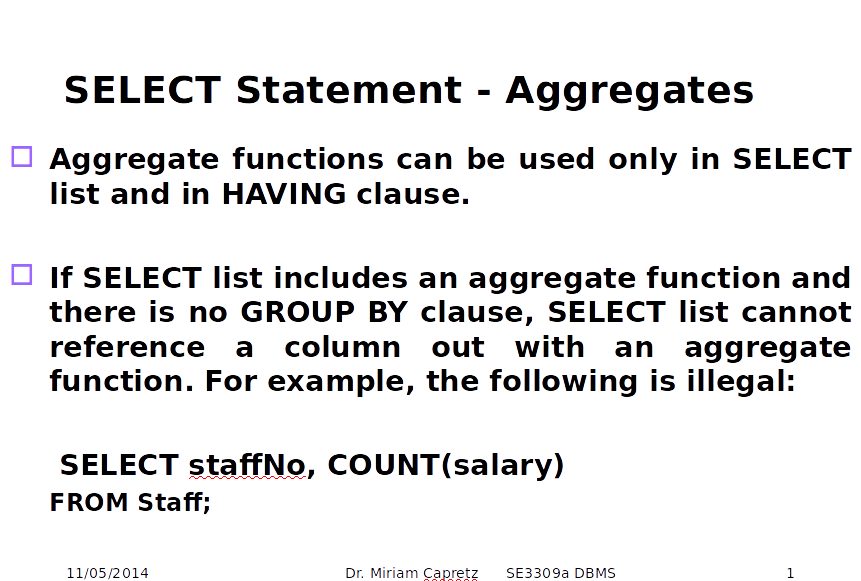 SELECT Statement - Aggregates
Aggregate functions can be used only in SELECT
list and in HAVING clause.
If SELECT list includes an aggregate function and
there is no GROUP BY clause, SELECT list cannot
reference a column out with an aggregate
function. For example, the following is illegal:
SELECT staffNo, COUNT(salary)
FROM Staff;
11/05/2014 Dr. Miriam Capretz SE3309a DBMS 1